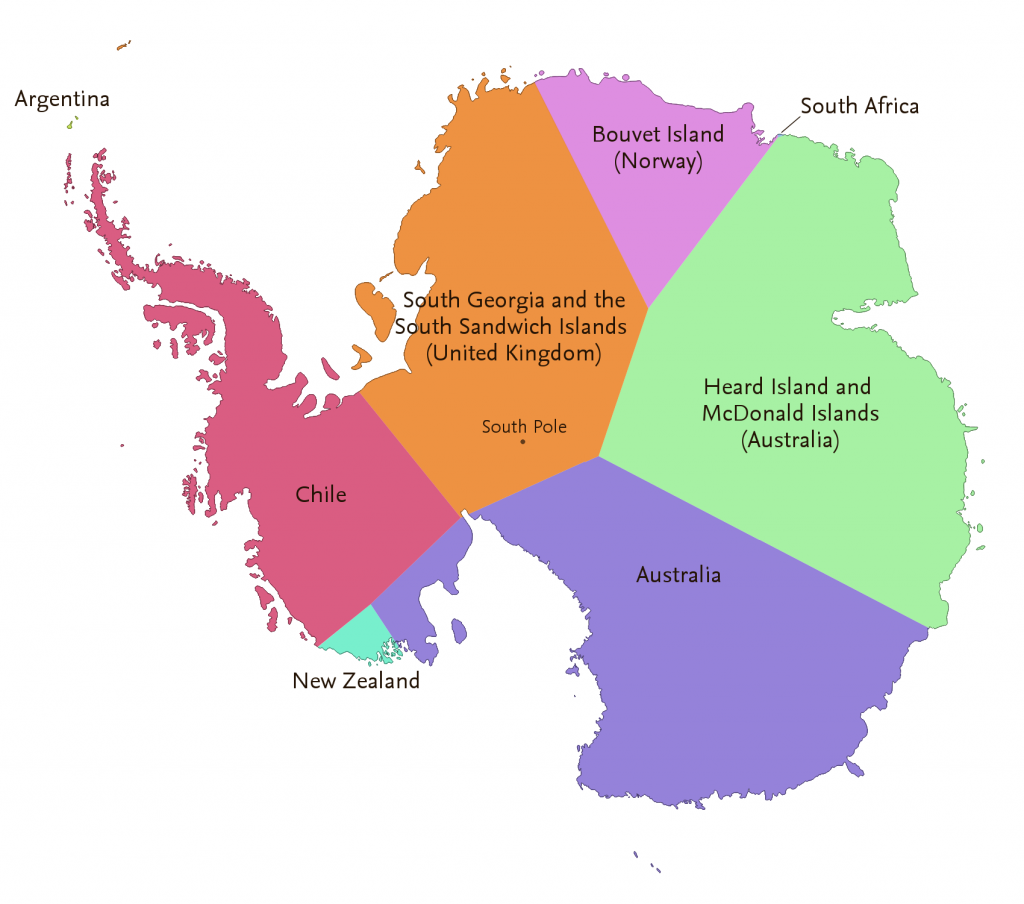 Argentina
South Africa
Bouvet Island
(Norway)
South Georgia and the
South Sandwich Islands
(United Kingdom)
Heard Island and
McDonald Islands
(Australia)
South Pole
Chile
Australia
New Zealand